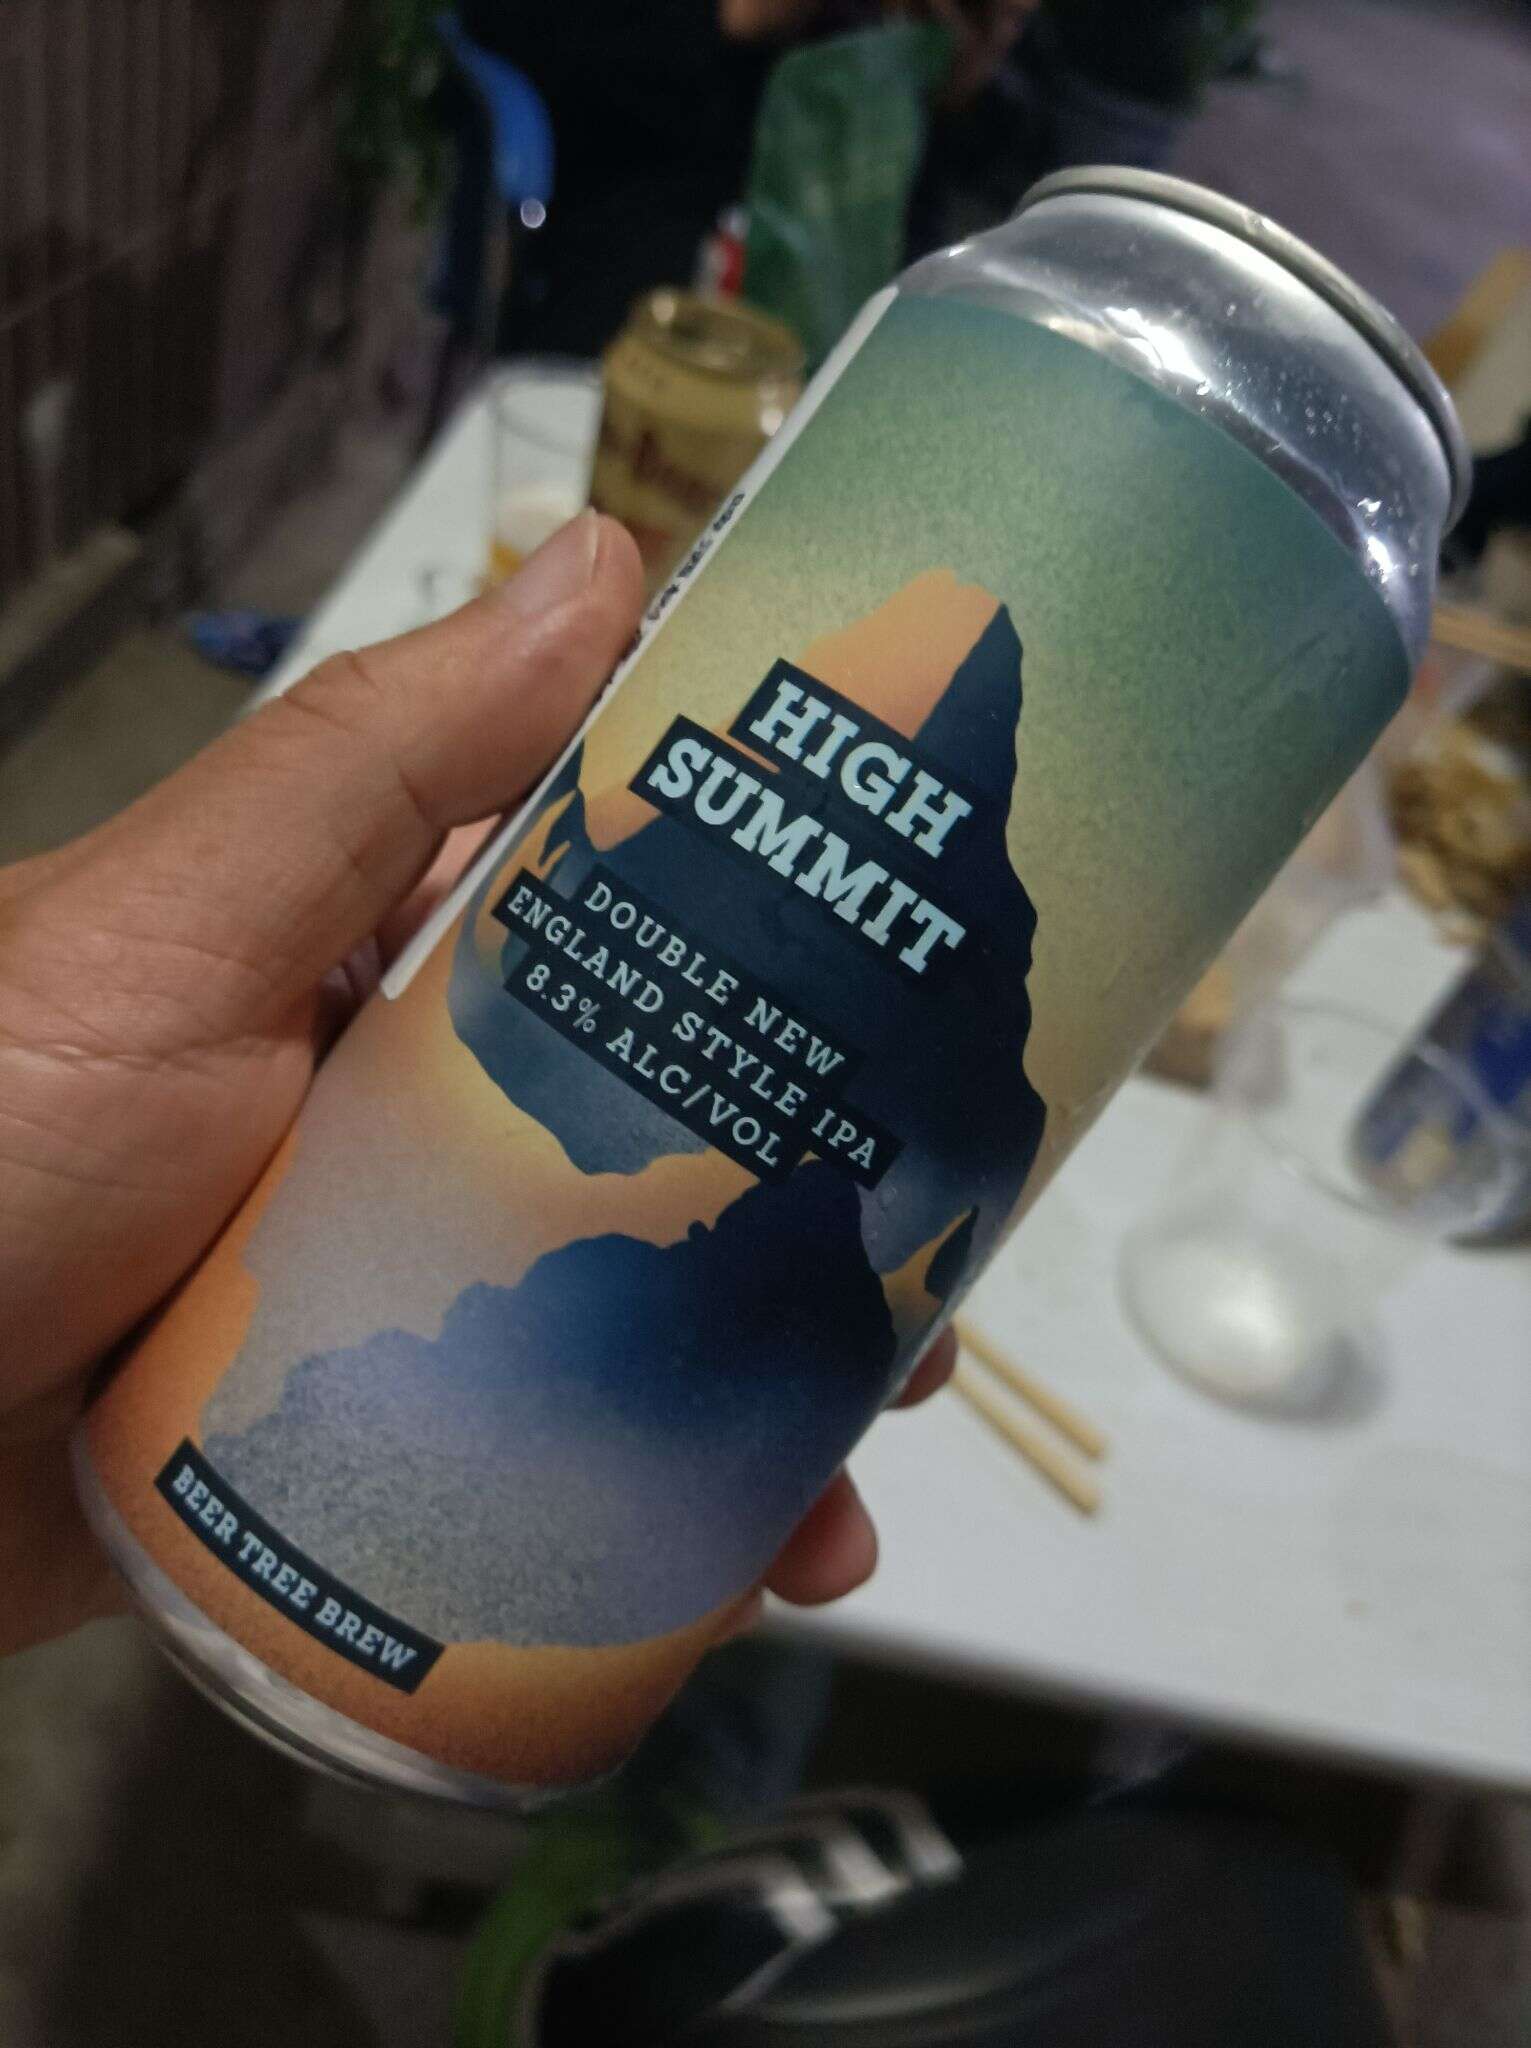 HIGH
SUMMIT
DOUBLE NEW
ENGLAND STYLE IPA
8.3% ALC/VOL
BEER TREE BREW